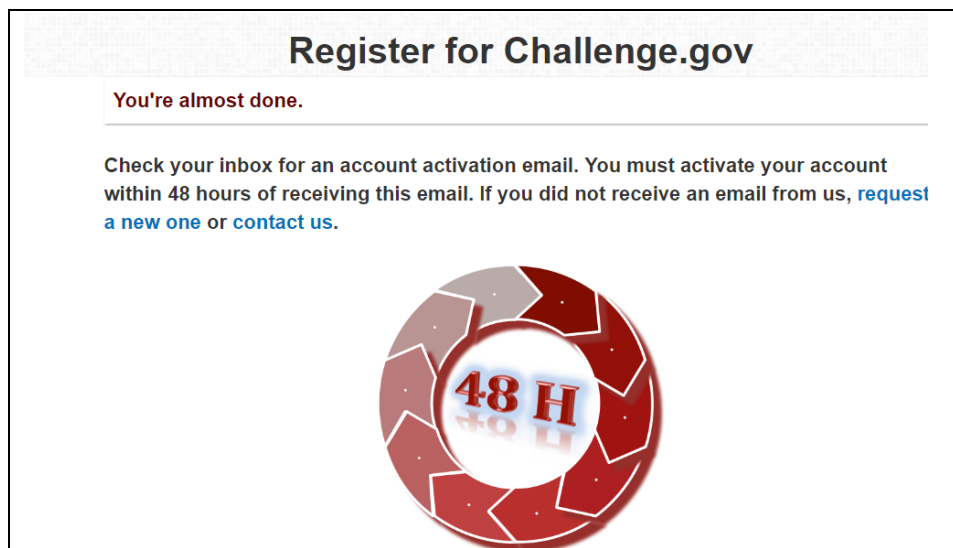 Register for Challenge.gov
You're almost done.
Check your inbox for an account activation email. You must activate your account
within 48 hours of receiving this email. If you did not receive an email from us, request
a new one or contact us.
48 H